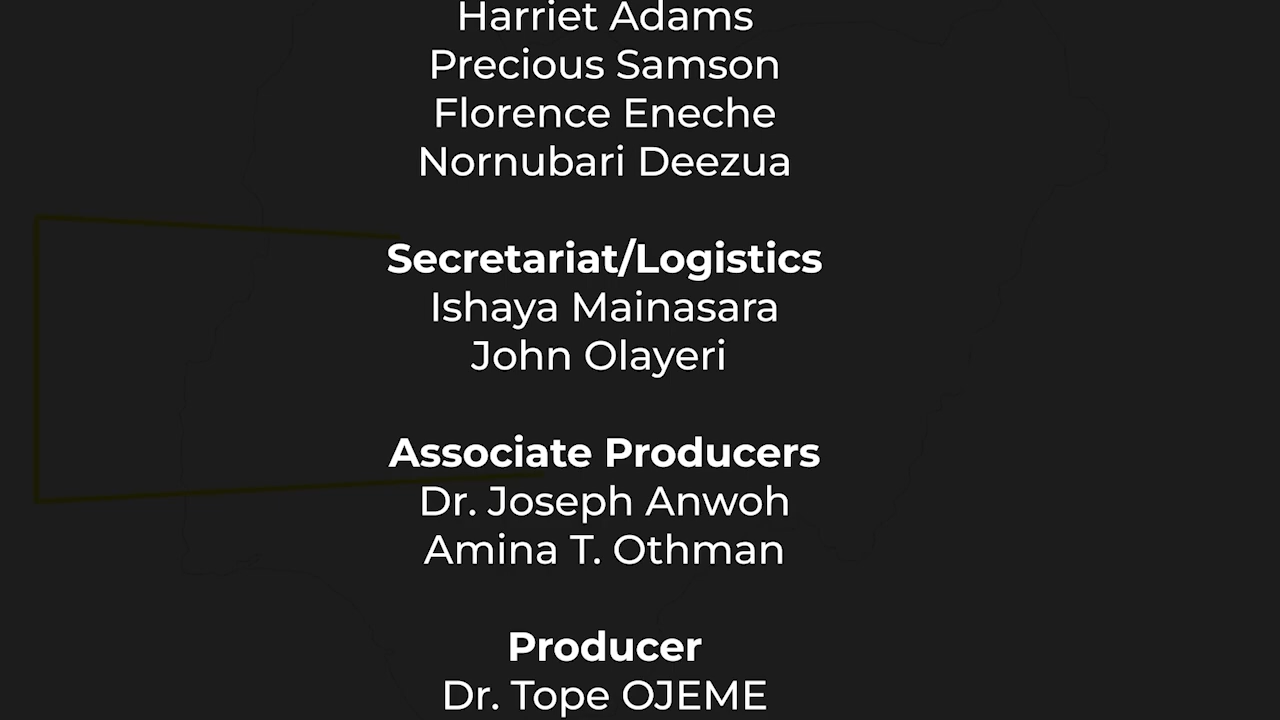 Harriet Adams
Precious Samson
Florence Eneche
Nornubari Deezua
Secretariat/Logistics
Ishaya Mainasara
John Olayeri
Associate Producers
Dr. Joseph Anwoh
Amina T. Othman
Producer
Dr. Tope OJEME